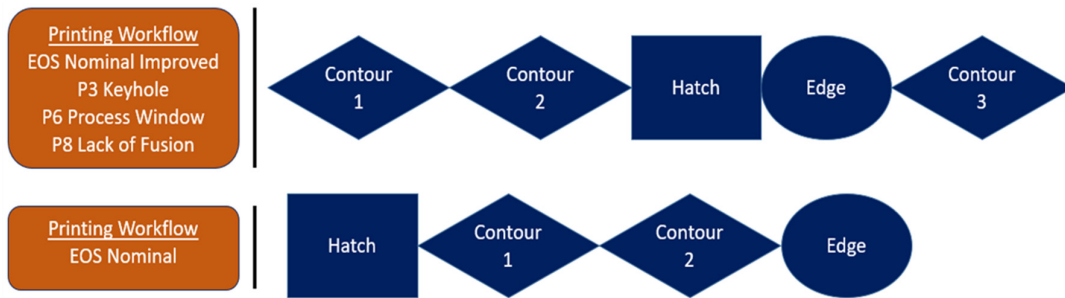 Printing Workflow
EOS Nominal Improved
P3 Keyhole
P6 Process Window
P8 Lack of Fusion
Contour
1
Contour
2
Hatch
Edge
Contour
3
Printing Workflow
EOS Nominal
Hatch
Contour
1
Contour
2
Edge